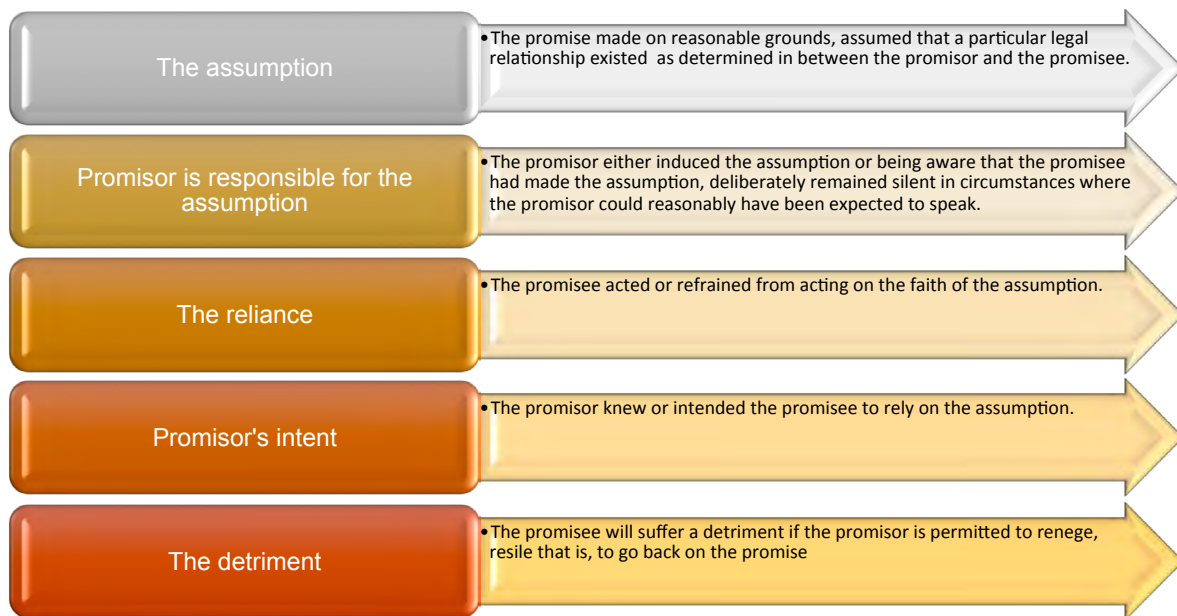 The assumption
•The promise made on reasonable grounds, assumed that a particular legal
relationship existed as determined in between the promisor and the promisee.
Promisor is responsible for the
assumption
•The promisor either induced the assumption or being aware that the promisee
had made the assumption, deliberately remained silent in circumstances where
the promisor could reasonably have been expected to speak.
The reliance
•The promisee acted or refrained from acting on the faith of the assumption.
Promisor's intent
•The promisor knew or intended the promisee to rely on the assumption.
The detriment
•The promisee will suffer a detriment if the promisor is permitted to renege,
resile that is, to go back on the promise